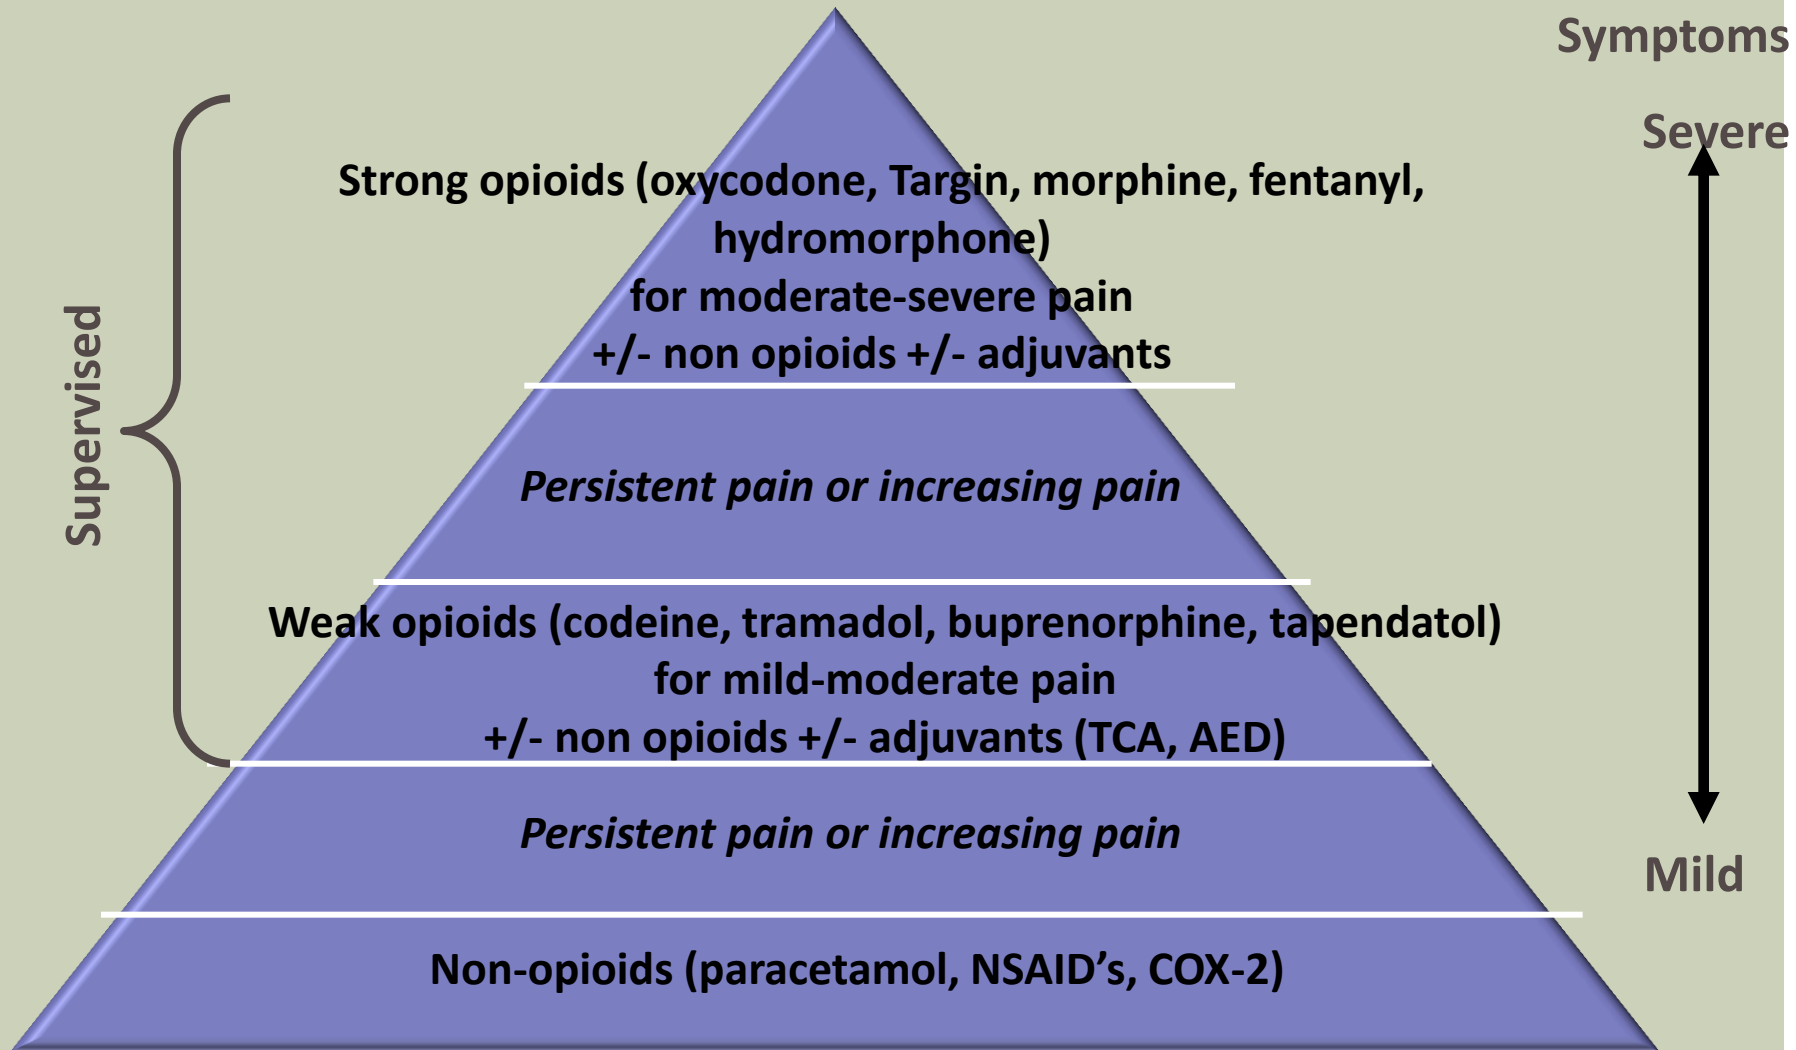 Symptoms
Severe
Strong opioids (oxycodone, Targin, morphine, fentanyl,
hydromorphone)
for moderate-severe pain
+/- non opioids +/- adjuvants
Supervised
Persistent pain or increasing pain
Weak opioids (codeine, tramadol, buprenorphine, tapendatol)
for mild-moderate pain
+/- non opioids +/- adjuvants (TCA, AED)
Persistent pain or increasing pain
Mild
Non-opioids (paracetamol, NSAID’s, COX-2)